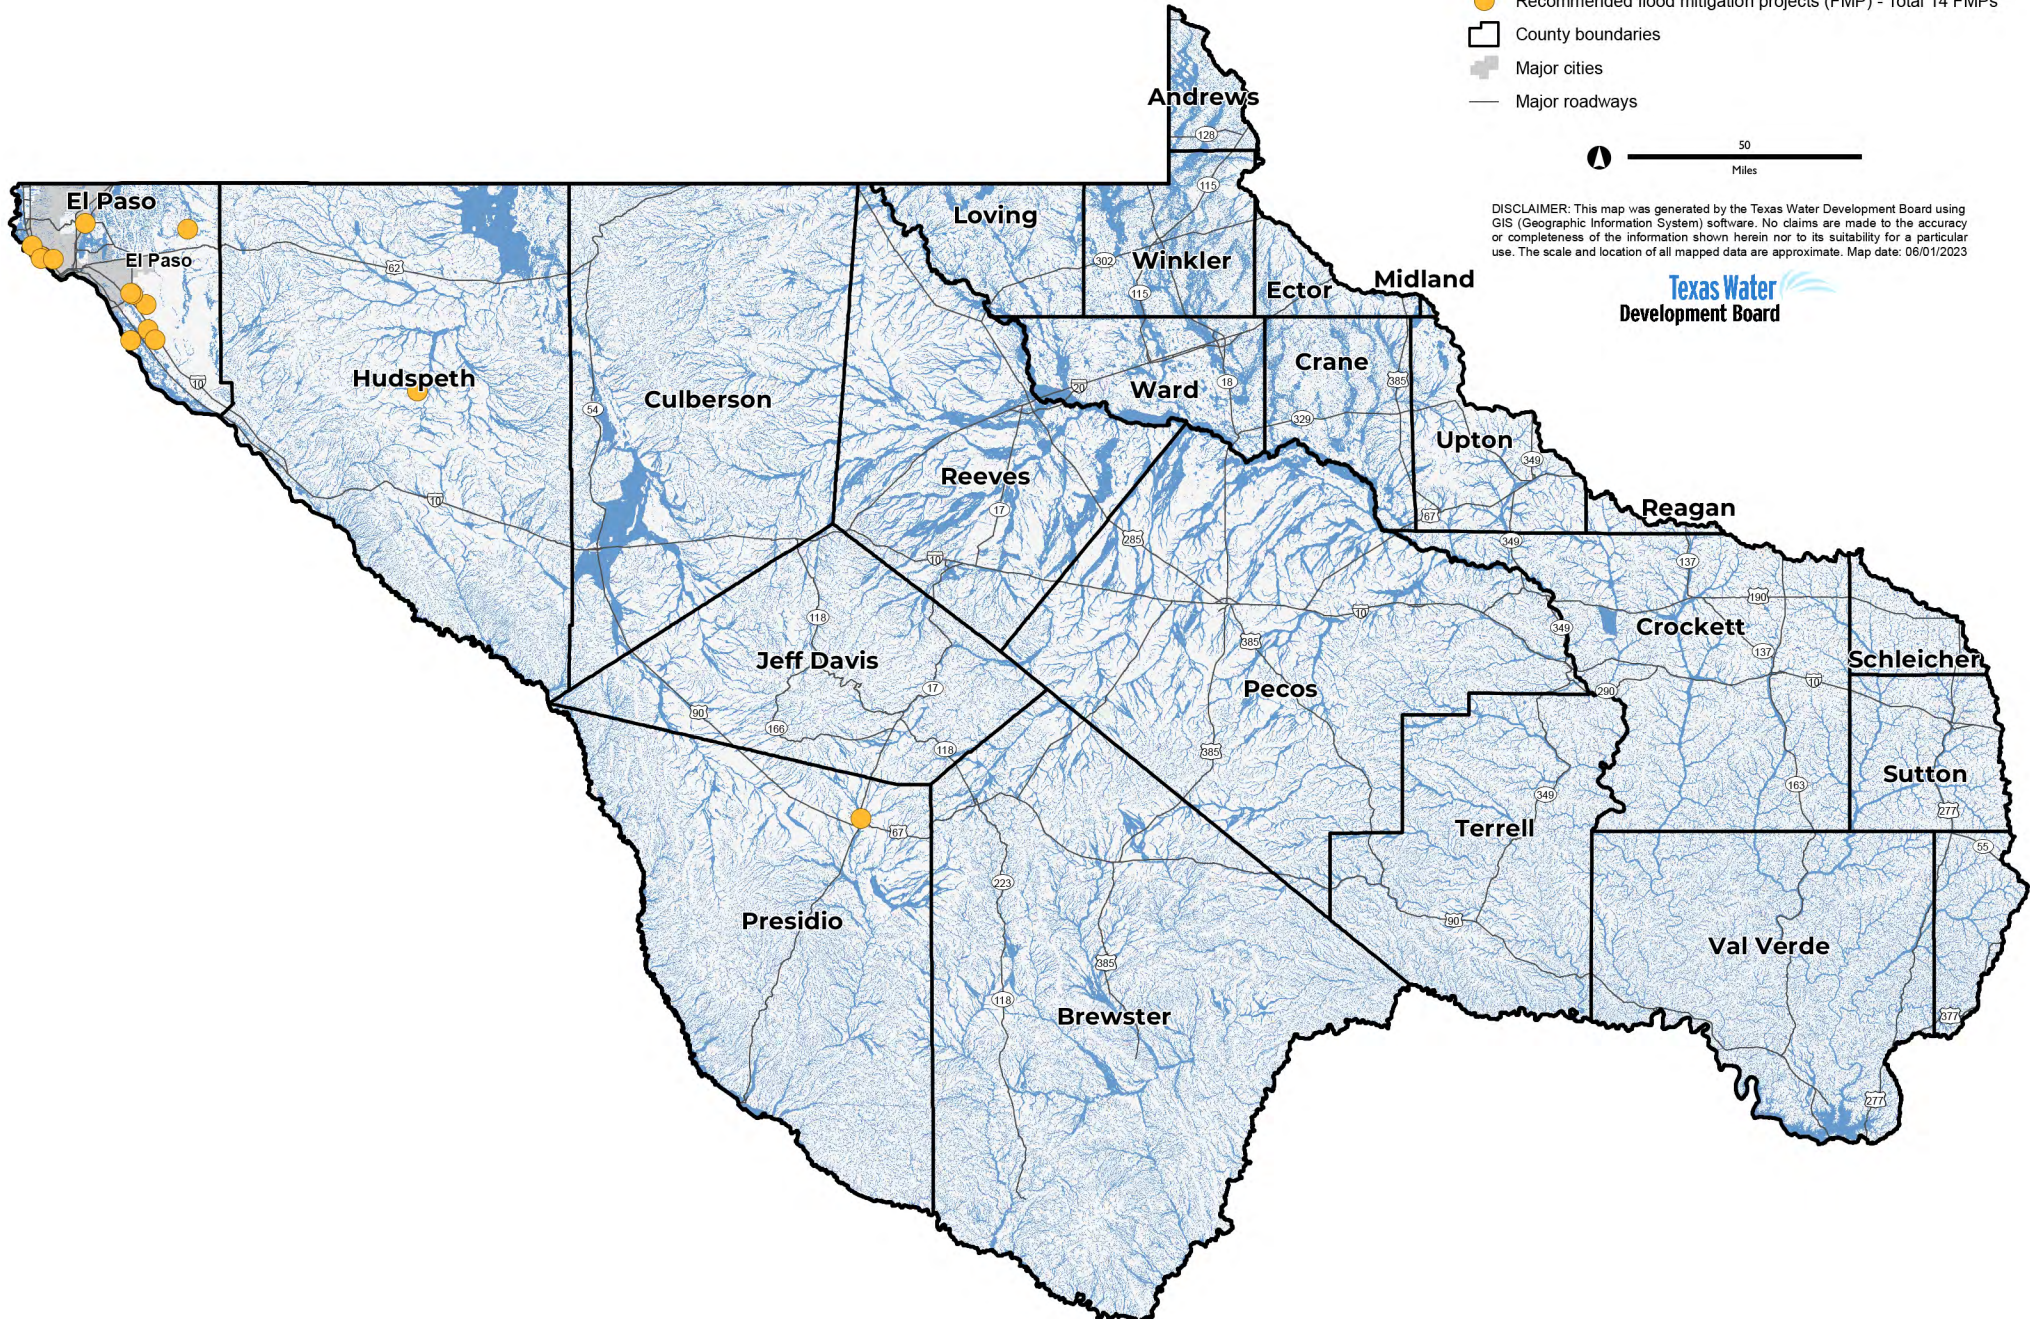 Recommended flood mitigation projects (FMP) - Total 14 FMPs
County boundaries
Major cities
Major roadways
50
Miles
DISCLAIMER: This map was generated by the Texas Water Development Board using
GIS (Geographic Information System) software. No claims are made to the accuracy
or completeness of the information shown herein nor to its suitability for a particular
use. The scale and location of all mapped data are approximate. Map date: 06/01/2023
Texas Water
Development Board
Andrews
128
115
El Paso
Loving
El Paso
62
302
Winkler
115
Ector
Midland
Hudspeth
10
Culberson
54
20
Ward
18
Crane
385
329
Upton
349
Reeves
17
10
67
Reagan
285
349
137
10
190
118
10
385
349
Crockett
137
Jeff Davis
Schleicher
17
Pecos
290
10
90
166
118
385
Sutton
163
349
277
67
Terrell
55
223
Presidio
90
Val Verde
385
118
Brewster
377
277